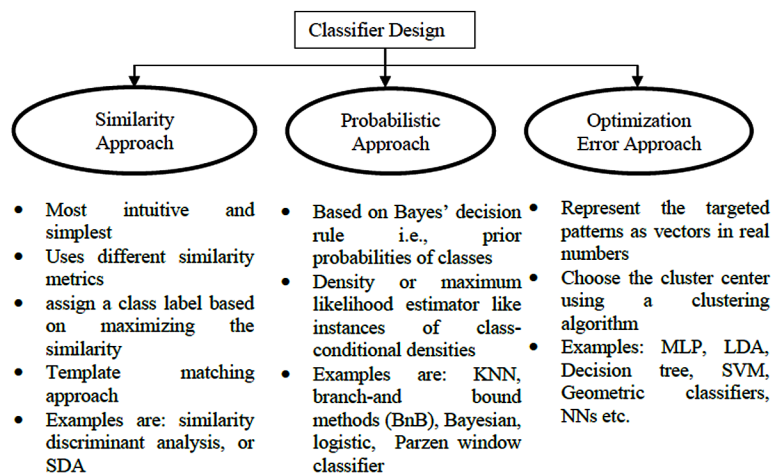 Classifier Design
Similarity
Approach
Probabilistic
Approach
Optimization
Error Approach
• Most intuitive and
simplest
• Uses different similarity
metrics
• assign a class label based
on maximizing the
similarity
• Template matching
approach
• Examples are: similarity
discriminant analysis, or
SDA
• Based on Bayes' decision
rule i.e., prior
probabilities of classes
• Density or maximum
likelihood estimator like
instances of class-
conditional densities
• Examples are: KNN,
branch-and bound
methods (BnB), Bayesian,
logistic, Parzen window
classifier
• Represent the targeted
patterns as vectors in real
numbers
• Choose the cluster center
using a clustering
algorithm
• Examples: MLP, LDA,
Decision tree, SVM,
Geometric classifiers,
NNs etc.